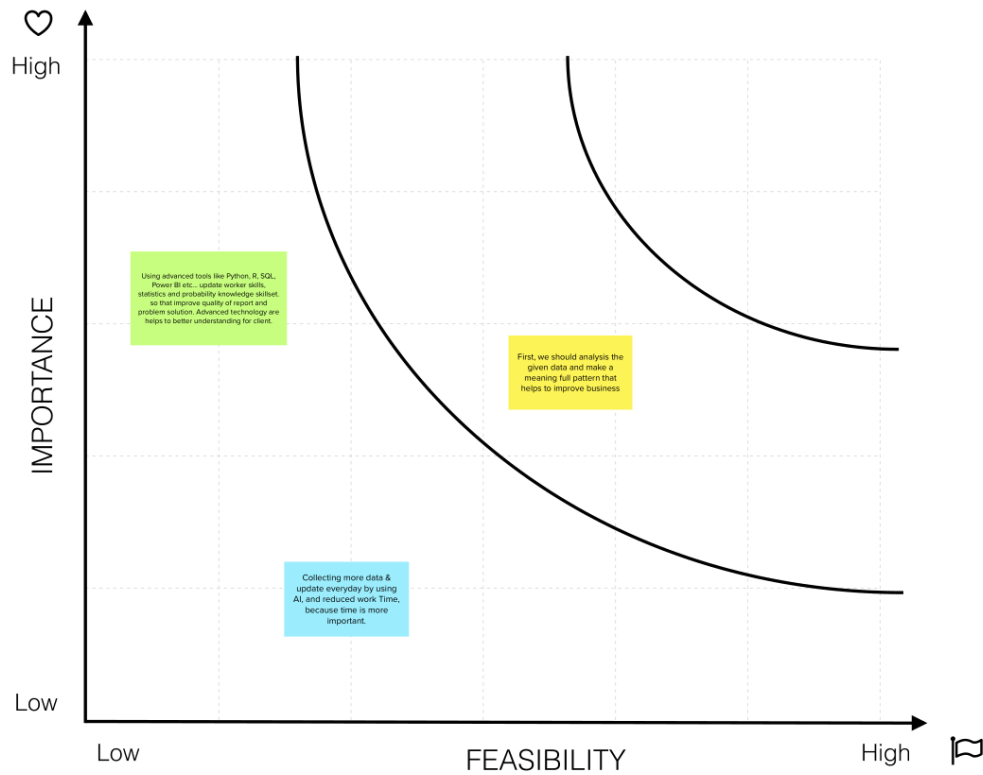 High
Using advanced tools like Python, R, SQL,
Power BI etc... update worker skills,
statistics and probability knowledge skillset.
so that improve quality of report and
problem solution. Advanced technology are
helps to better understanding for client.
IMPORTANCE
First, we should analysis the
given data and make a
meaning full pattern that
helps to improve business
Collecting more data &
update everyday by using
AI, and reduced work Time,
because time is more
important.
Low
Low
FEASIBILITY
High